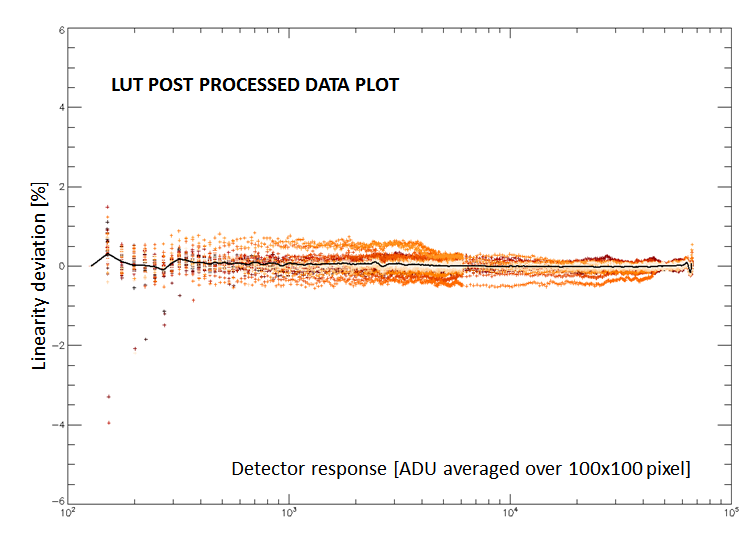 6
LUT POST PROCESSED DATA PLOT
4
2
Linearity deviation [%]
0
−2
−4
Detector response [ADU averaged over 100x100 pixel]
−6
10² 10³ 10⁴ 10⁵